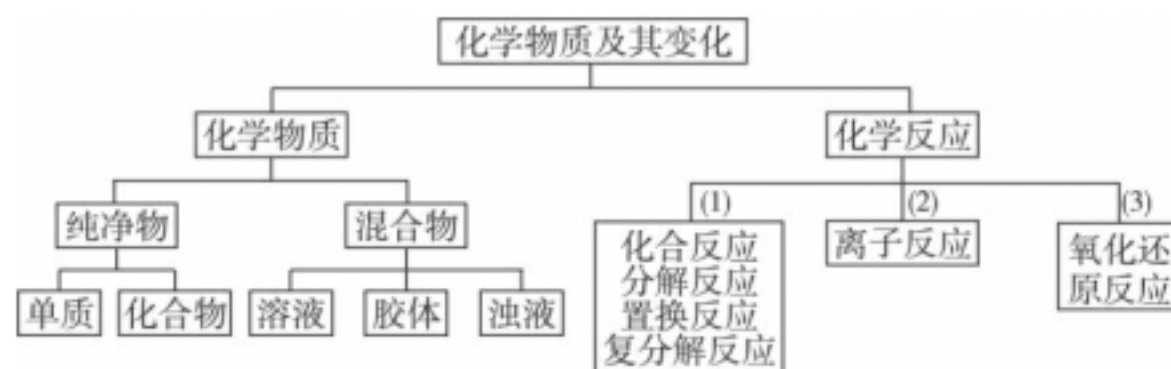 化学物质及其变化
化学物质
化学反应
纯净物
混合物
(1)
(2)
(3)
化合反应
分解反应
置换反应
复分解反应
离子反应
氧化还
原反应
单质
化合物
溶液
胶体
浊液